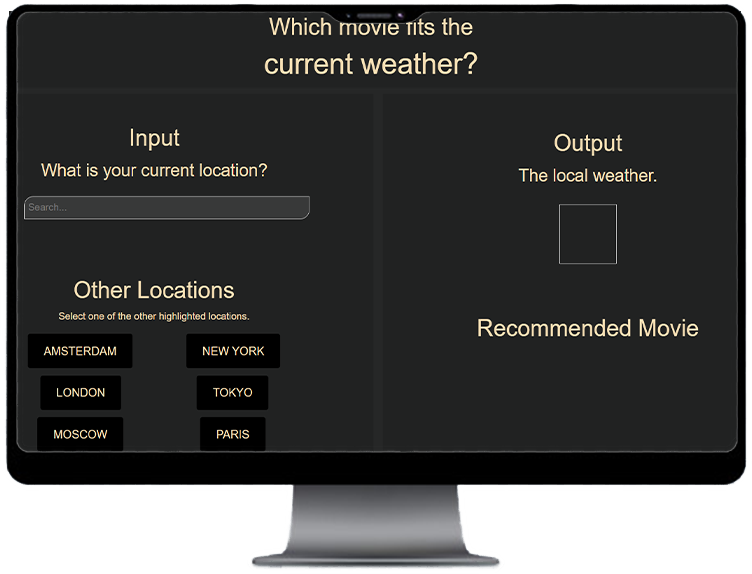 Which movie fits the
current weather?
Input
What is your current location?
Search...
Other Locations
Select one of the other highlighted locations.
AMSTERDAM
NEW YORK
LONDON
TOKYO
MOSCOW
PARIS
Output
The local weather.
Recommended Movie